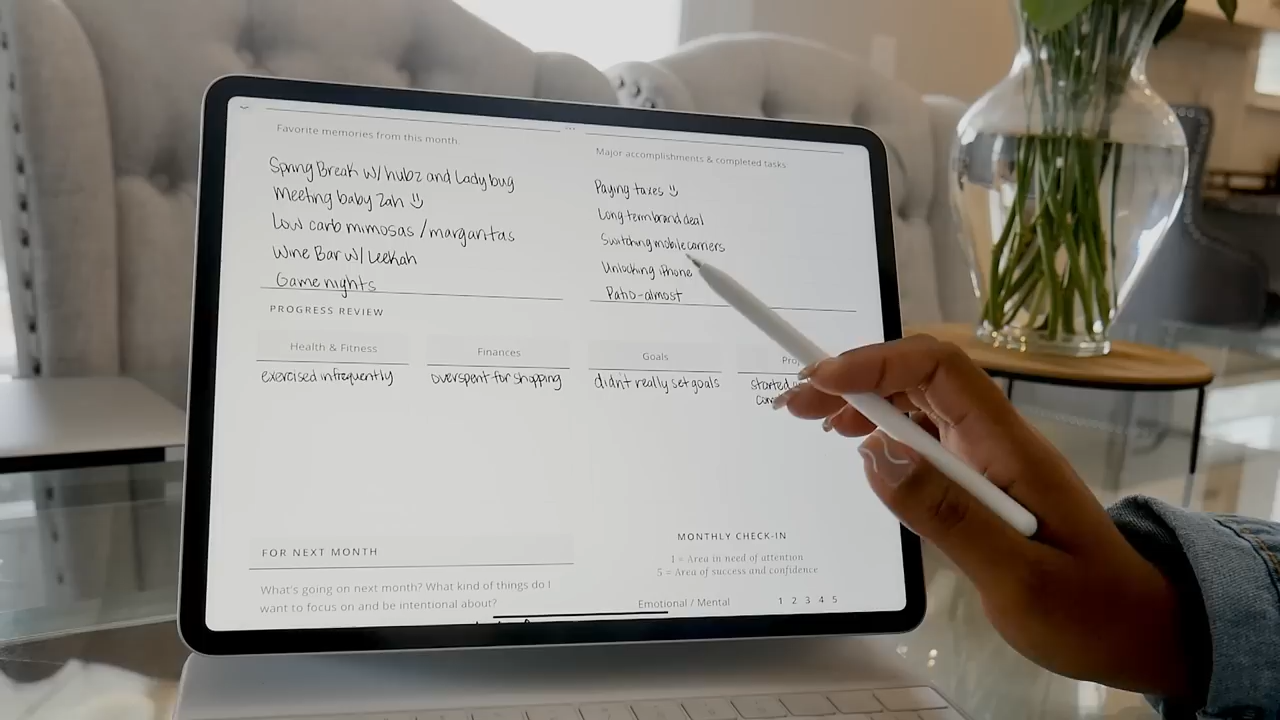 Favorite memories from this month
Spring Break w/ hubz and Ladybug
Meeting baby Zah
Low carb mimosas / margaritas
Wine Bar w/ Leekah
Game nights
Major accomplishments & completed tasks
Paying taxes
Long-term brand deal
Switching mobile carriers
Unlocking iPhone
Patio-almost
PROGRESS REVIEW
Health & Fitness
exercised infrequently
Finances
overspent for shopping
Goals
didn't really set goals
started
FOR NEXT MONTH
What's going on next month? What kind of things do I
want to focus on and be intentional about?
MONTHLY CHECK-IN
1 = Area in need of attention
5 = Area of success and confidence
Emotional / Mental 1 2 3 4 5